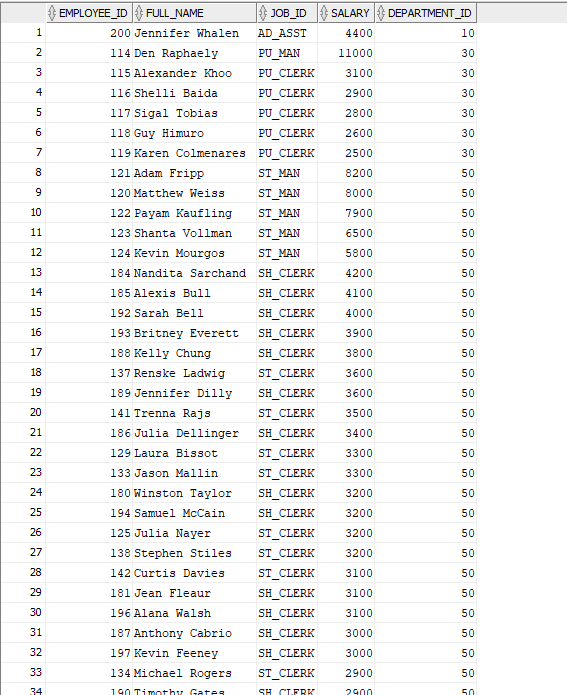 EMPLOYEE_ID FULL_NAME JOB_ID SALARY DEPARTMENT_ID
1 200 Jennifer Whalen AD_ASST 4400 10
2 114 Den Raphaely PU_MAN 11000 30
3 115 Alexander Khoo PU_CLERK 3100 30
4 116 Shelli Baida PU_CLERK 2900 30
5 117 Sigal Tobias PU_CLERK 2800 30
6 118 Guy Himuro PU_CLERK 2600 30
7 119 Karen Colmenares PU_CLERK 2500 30
8 121 Adam Fripp ST_MAN 8200 50
9 120 Matthew Weiss ST_MAN 8000 50
10 122 Payam Kaufling ST_MAN 7900 50
11 123 Shanta Vollman ST_MAN 6500 50
12 124 Kevin Mourgos ST_MAN 5800 50
13 184 Nandita Sarchand SH_CLERK 4200 50
14 185 Alexis Bull SH_CLERK 4100 50
15 192 Sarah Bell SH_CLERK 4000 50
16 193 Britney Everett SH_CLERK 3900 50
17 188 Kelly Chung SH_CLERK 3800 50
18 137 Renske Ladwig ST_CLERK 3600 50
19 189 Jennifer Dilly SH_CLERK 3600 50
20 141 Trenna Rajs ST_CLERK 3500 50
21 186 Julia Dellinger SH_CLERK 3400 50
22 129 Laura Bissot ST_CLERK 3300 50
23 133 Jason Mallin ST_CLERK 3300 50
24 180 Winston Taylor SH_CLERK 3200 50
25 194 Samuel McCain SH_CLERK 3200 50
26 125 Julia Nayer ST_CLERK 3200 50
27 138 Stephen Stiles ST_CLERK 3200 50
28 142 Curtis Davies ST_CLERK 3100 50
29 181 Jean Fleaur SH_CLERK 3100 50
30 196 Alana Walsh SH_CLERK 3100 50
31 187 Anthony Cabrio SH_CLERK 3000 50
32 197 Kevin Feeney SH_CLERK 3000 50
33 134 Michael Rogers ST_CLERK 2900 50
34 190 Timothy Gates SH_CLERK 2900 50